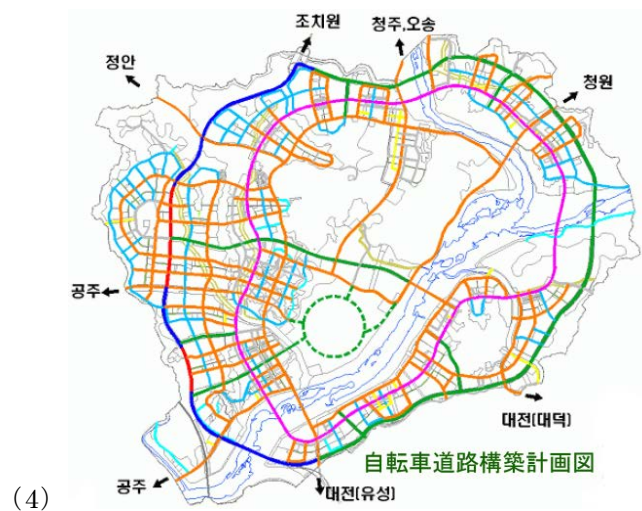 조치원
청주,오송
정안
청원
공주
대전(대덕)
自転車道路構築計画図
공주
대전(유성)
(4)